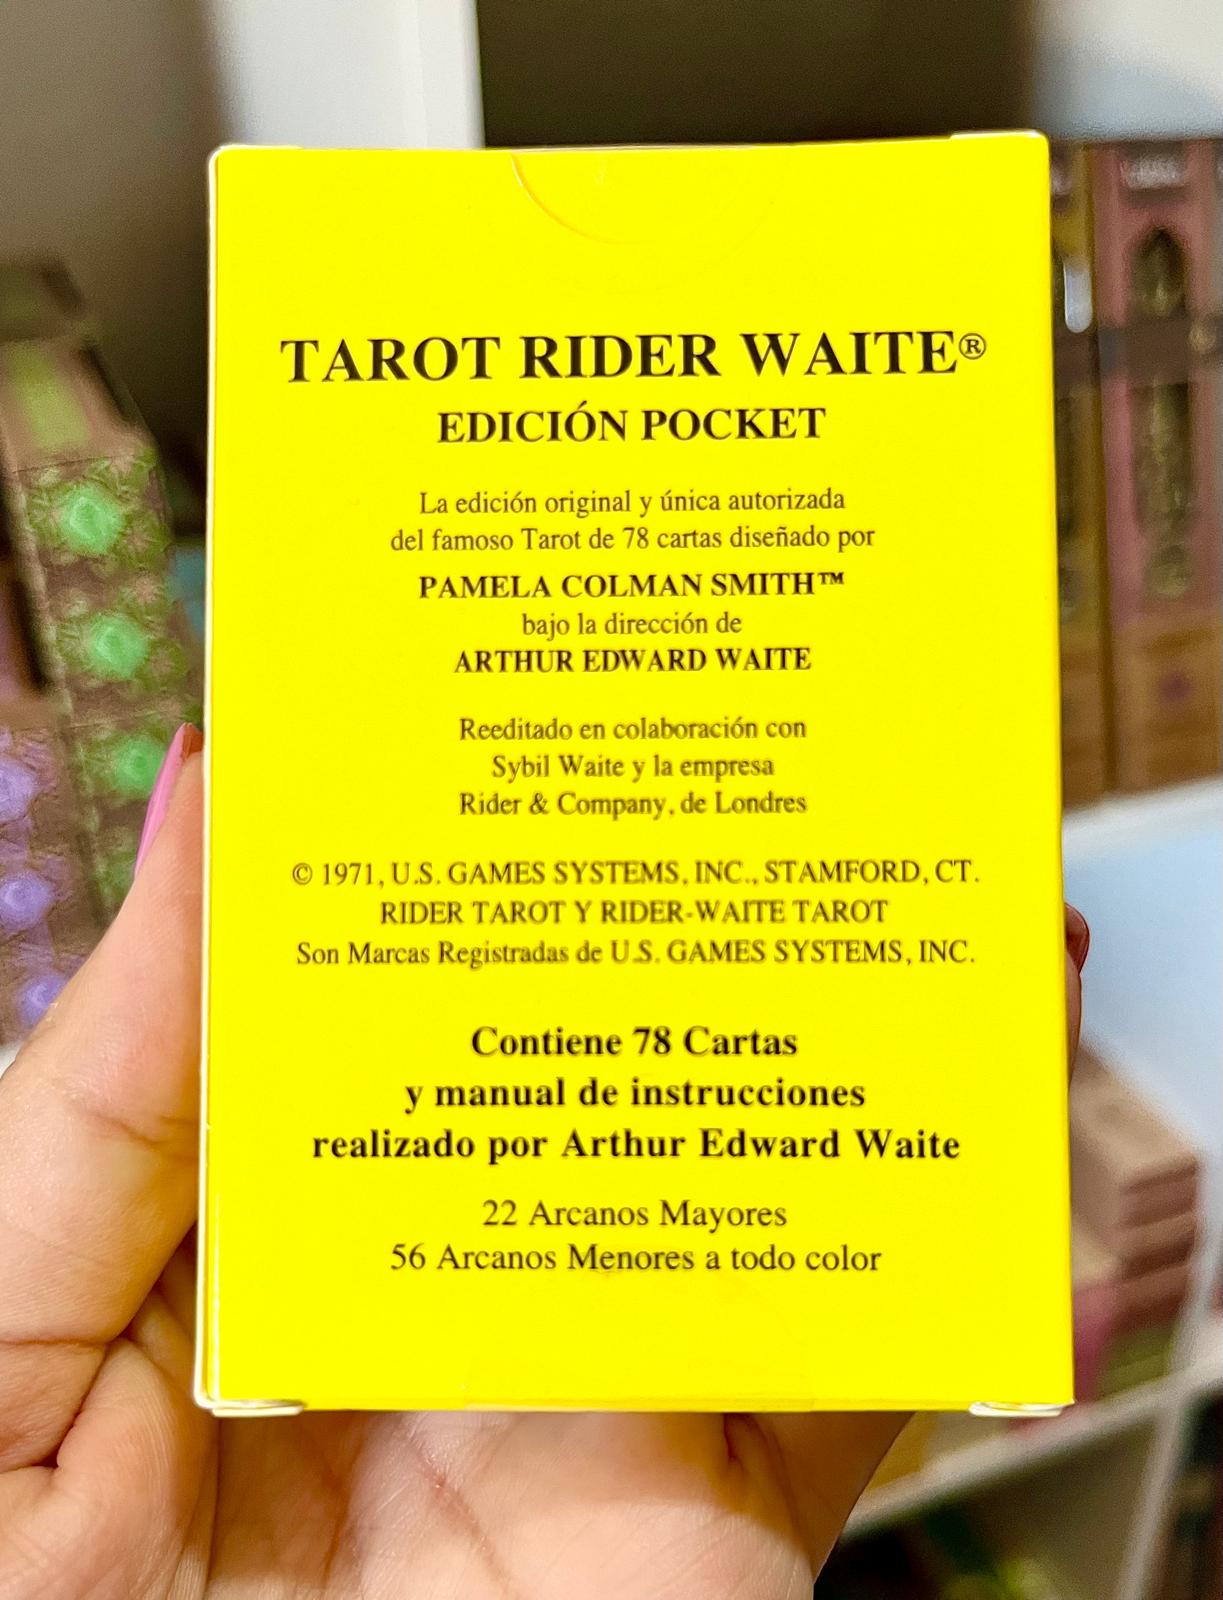 TAROT RIDER WAITE®
EDICIÓN POCKET
La edición original y única autorizada
del famoso Tarot de 78 cartas diseñado por
PAMELA COLMAN SMITH™
bajo la dirección de
ARTHUR EDWARD WAITE
Reeditado en colaboración con
Sybil Waite y la empresa
Rider & Company, de Londres
© 1971, U.S. GAMES SYSTEMS, INC., STAMFORD, CT.
RIDER TAROT Y RIDER-WAITE TAROT
Son Marcas Registradas de U.S. GAMES SYSTEMS, INC.
Contiene 78 Cartas
y manual de instrucciones
realizado por Arthur Edward Waite
22 Arcanos Mayores
56 Arcanos Menores a todo color